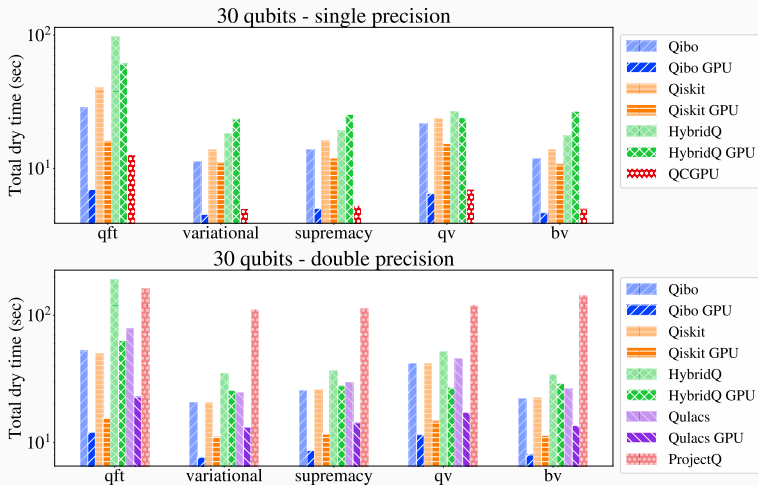 30 qubits - single precision
Total dry time (sec)
10²
10¹
qft variational supremacy qv bv
Qibo
Qibo GPU
Qiskit
Qiskit GPU
HybridQ
HybridQ GPU
QCGPU
30 qubits - double precision
Total dry time (sec)
10²
10¹
qft variational supremacy qv bv
Qibo
Qibo GPU
Qiskit
Qiskit GPU
HybridQ
HybridQ GPU
Qulacs
Qulacs GPU
ProjectQ